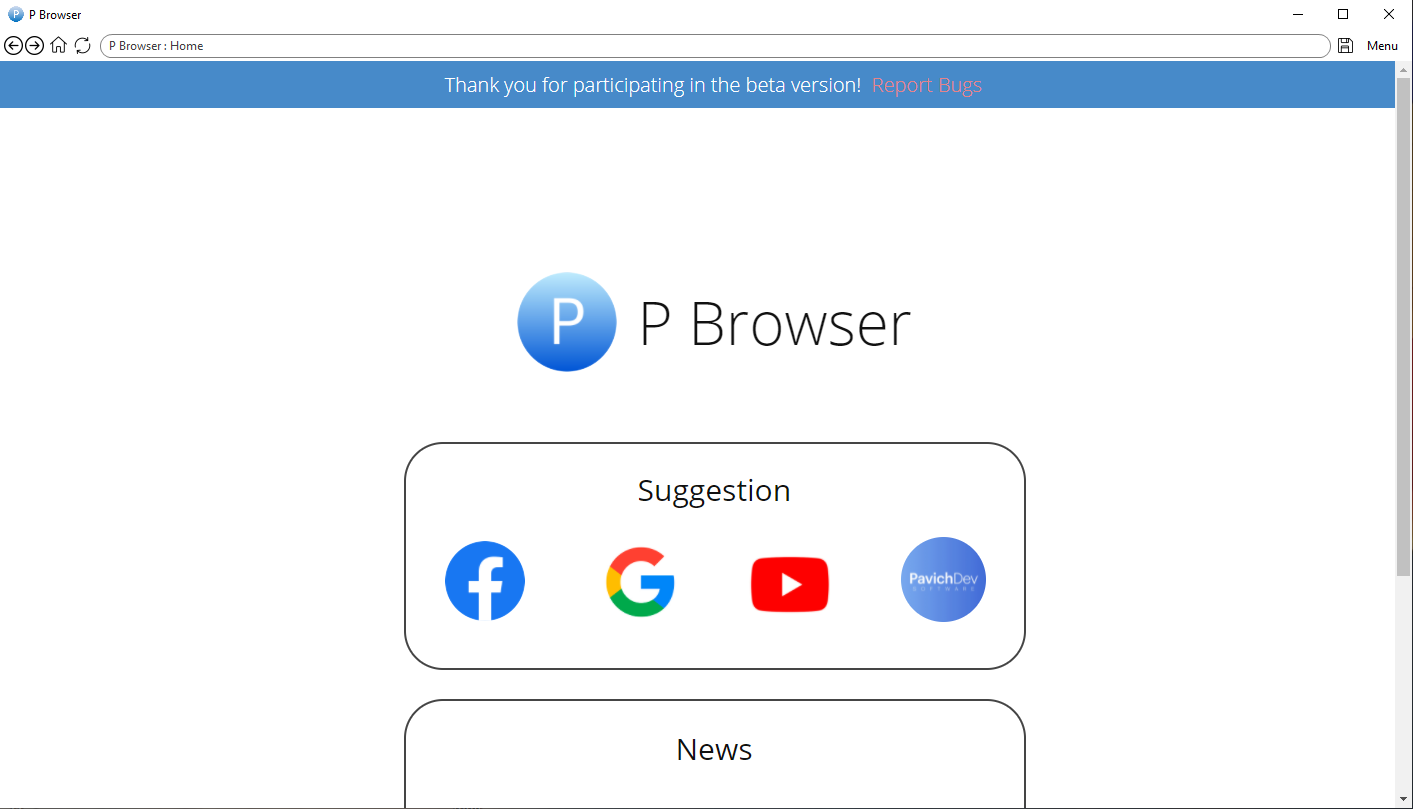 P P Browser
P Browser : Home
Menu
Thank you for participating in the beta version! Report Bugs
P P Browser
Suggestion
PavichDev
SOFTWARE
News